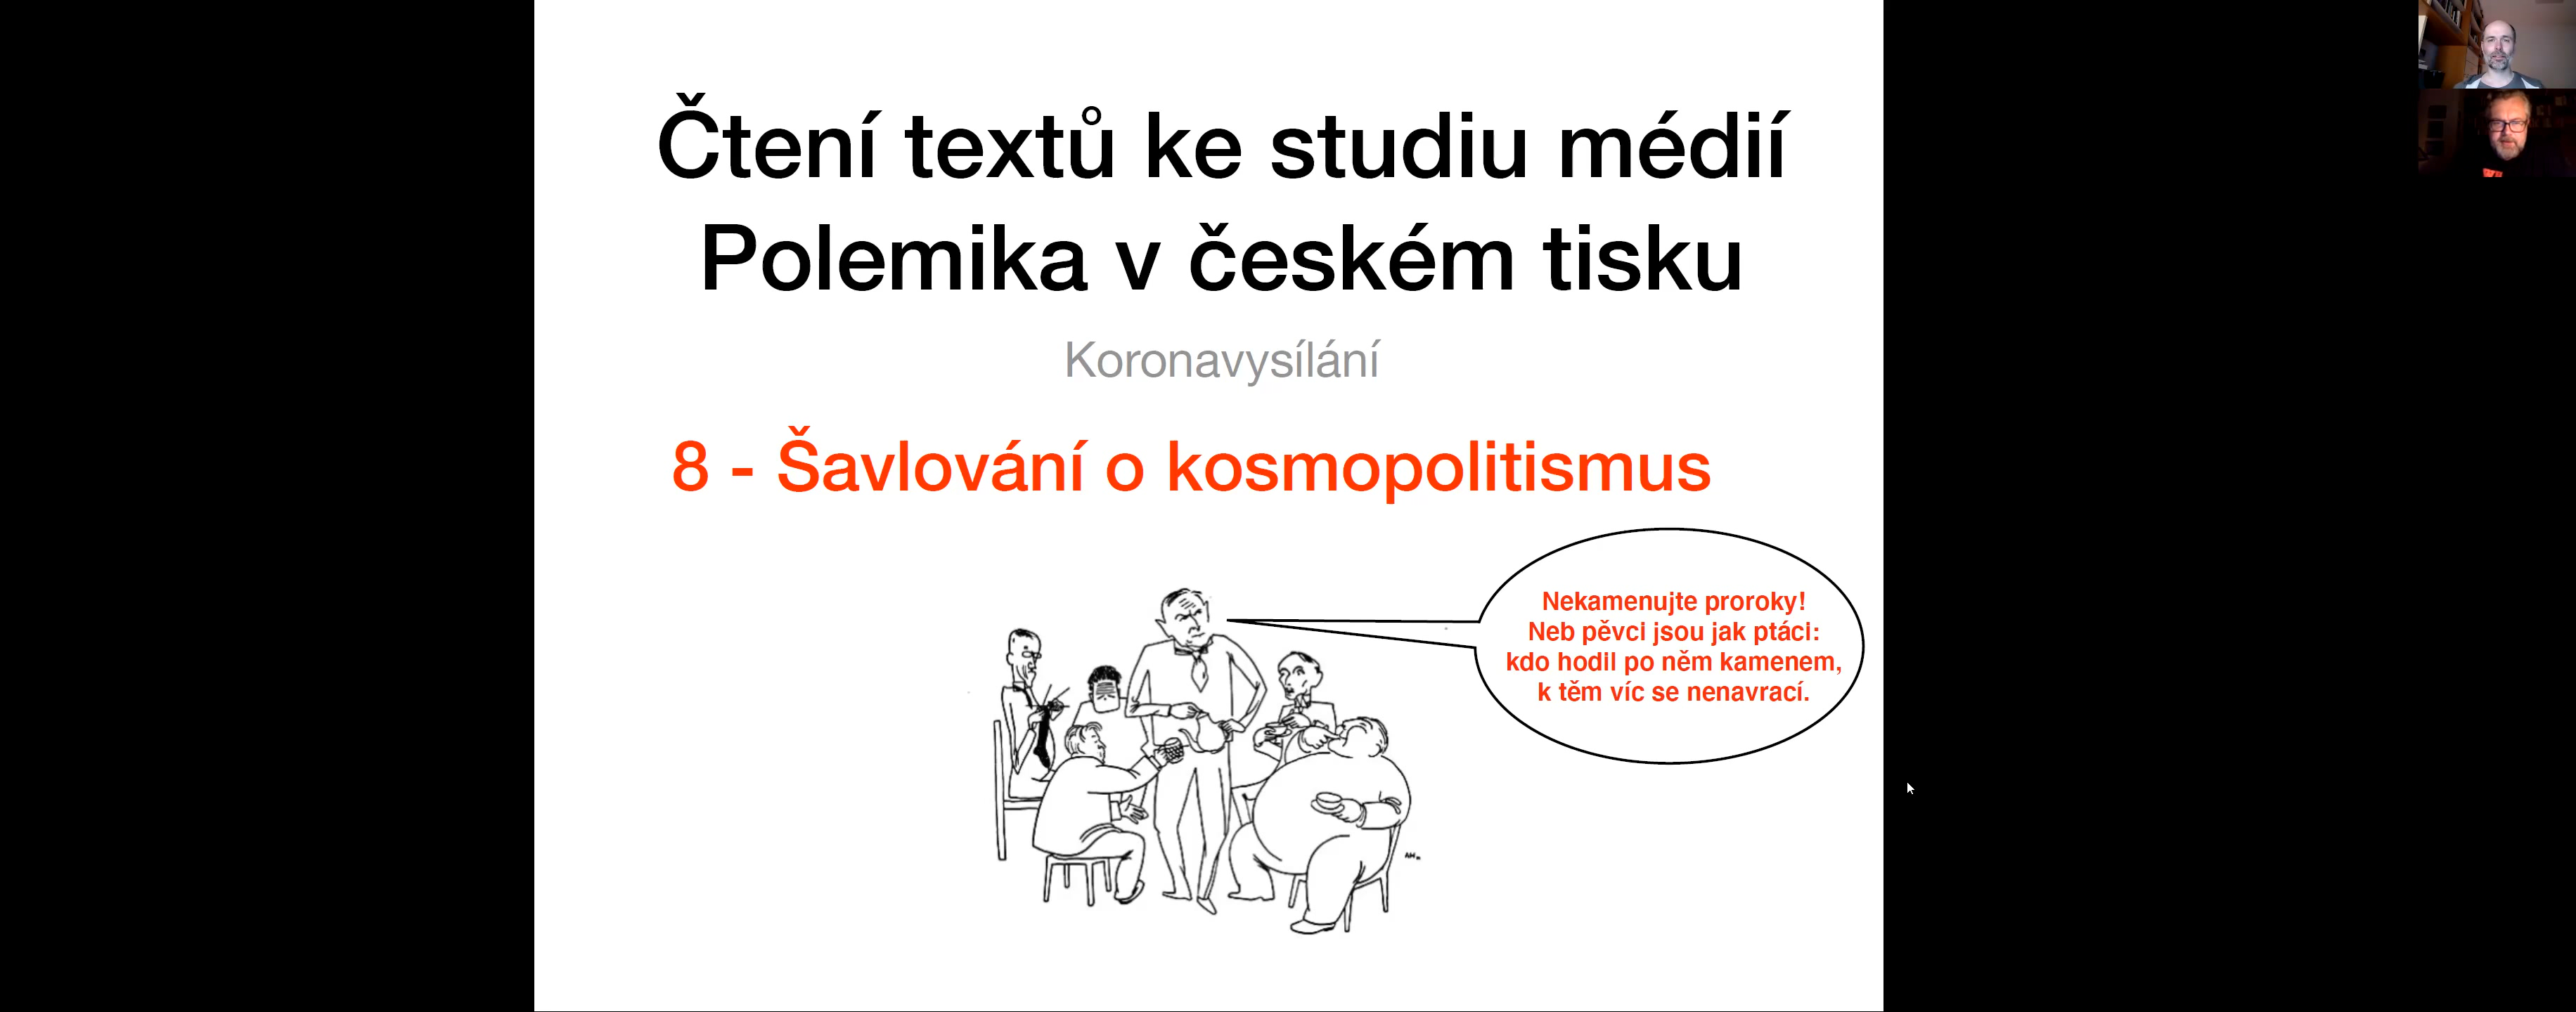 Čtení textů ke studiu médií
Polemika v českém tisku
Koronavysílání
8 - Šavlování o kosmopolitismus
Nekamenujte proroky!
Neb pěvci jsou jak ptáci:
kdo hodil po něm kamenem,
k těm víc se nenavrací.